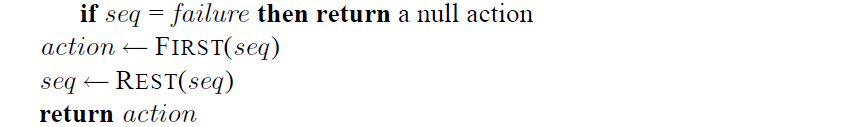 if seq = failure then return a null action
action ← FIRST(seq)
seq ← REST(seq)
return action